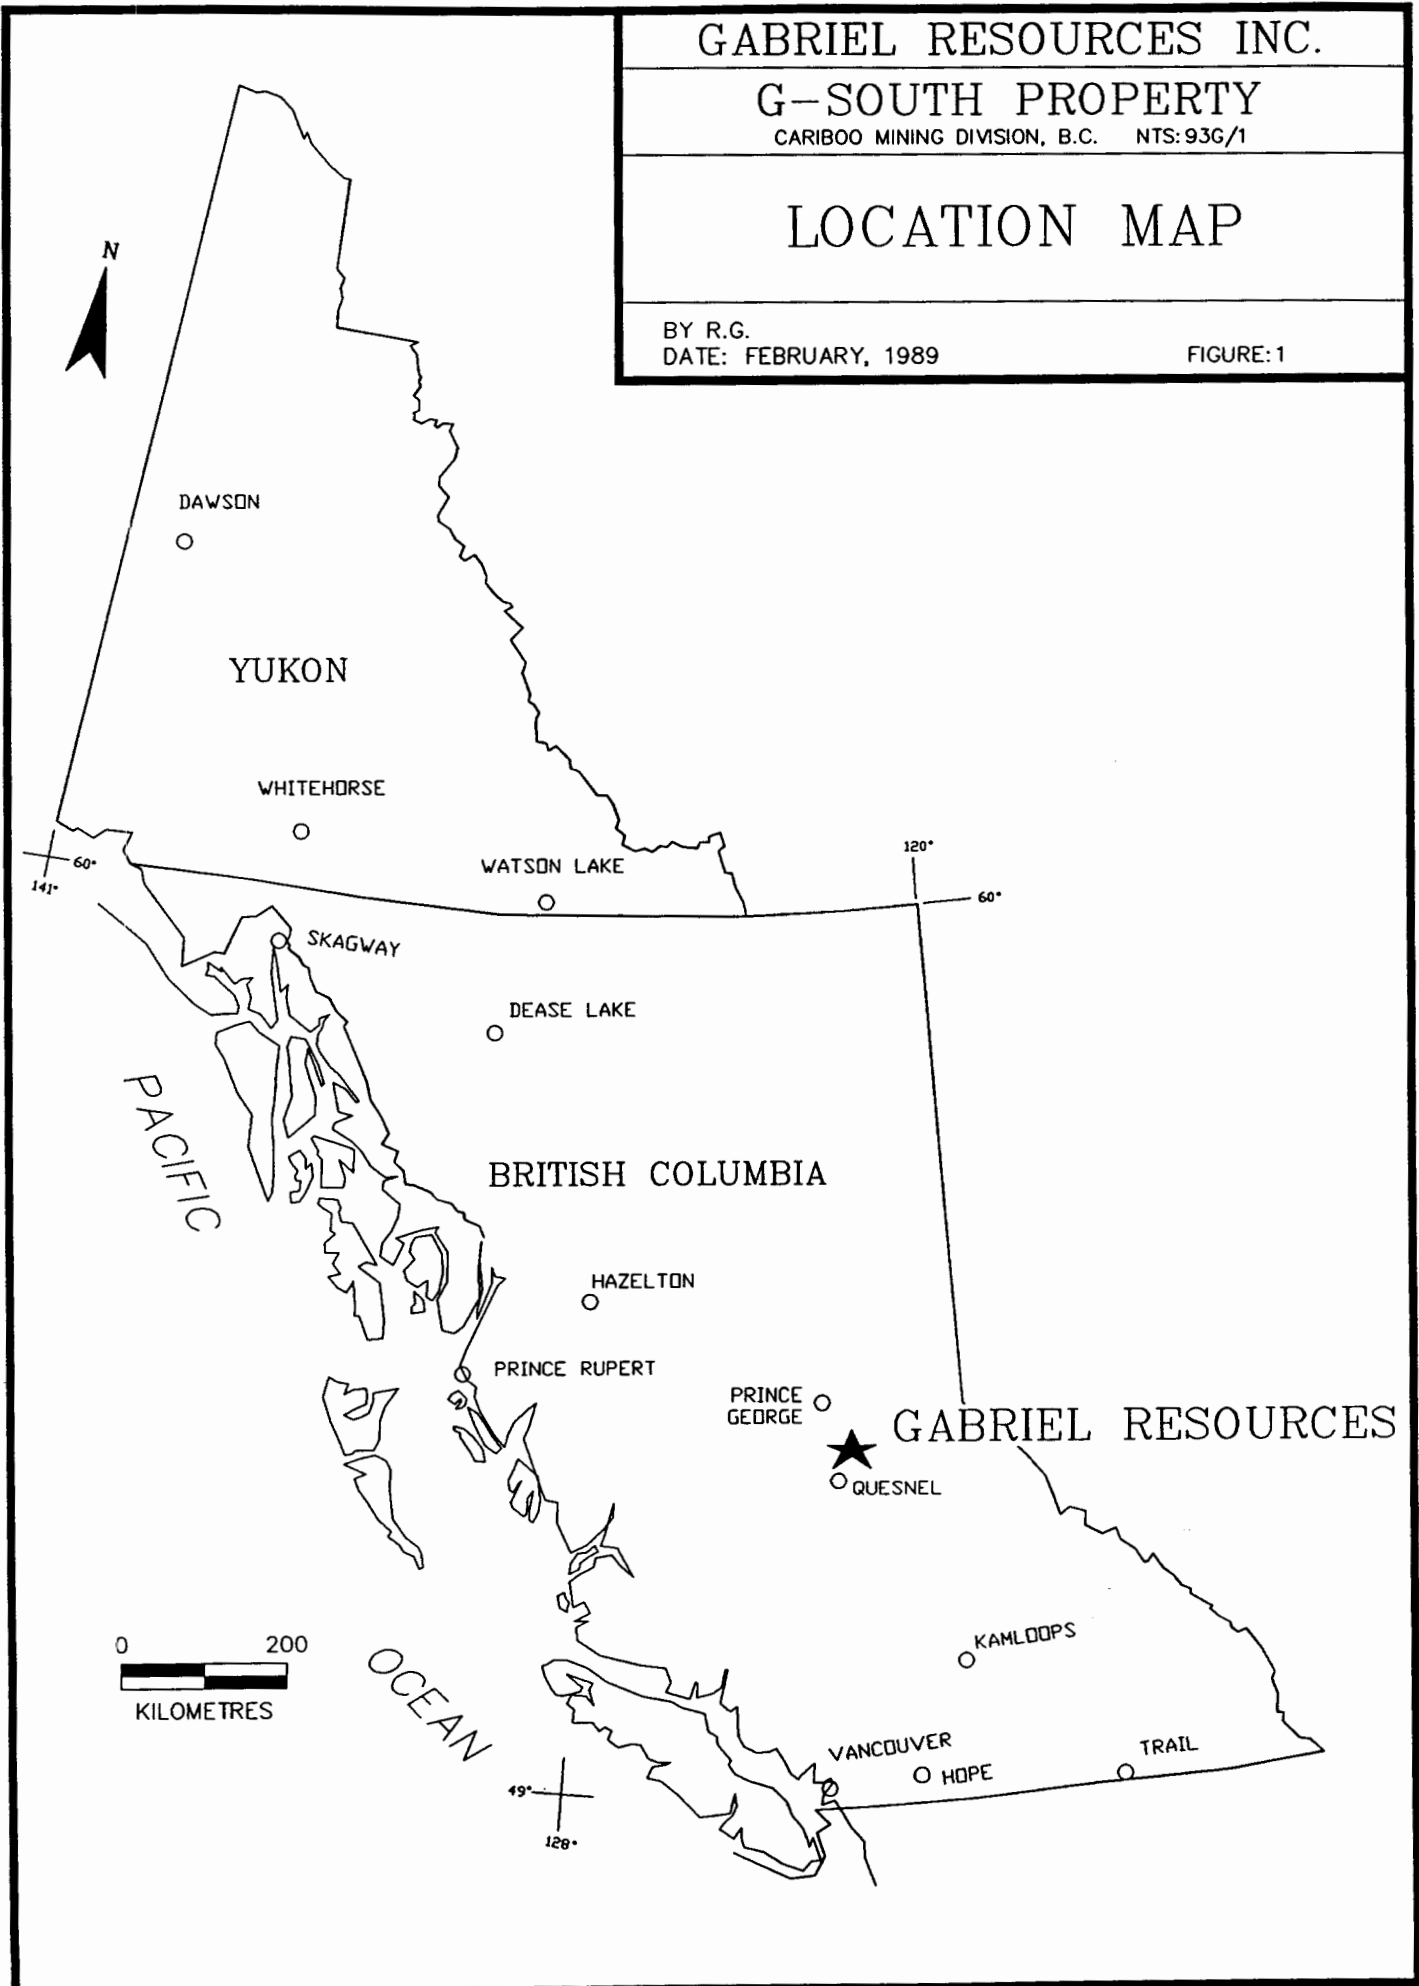 GABRIEL RESOURCES INC.
G-SOUTH PROPERTY
CARIBOO MINING DIVISION, B.C. NTS:93G/1
LOCATION MAP
BY R.G.
DATE: FEBRUARY, 1989
FIGURE:1
N
DAWSON
YUKON
WHITEHORSE
WATSON LAKE
60°
141°
120°
60°
SKAGWAY
DEASE LAKE
PACIFIC
BRITISH COLUMBIA
HAZELTON
PRINCE RUPERT
PRINCE
GEORGE
GABRIEL RESOURCES
QUESNEL
KAMLOOPS
0 200
KILOMETRES
OCEAN
VANCOUVER
HOPE
TRAIL
49°
128°